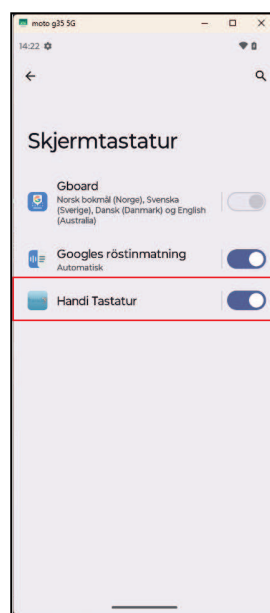 moto g35 5G
14:22
Skjermtastatur
Gboard
Norsk bokmål (Norge), Svenska
(Sverige), Dansk (Danmark) og English
(Australia)
Googles röstinmatning
Automatisk
Handi Tastatur